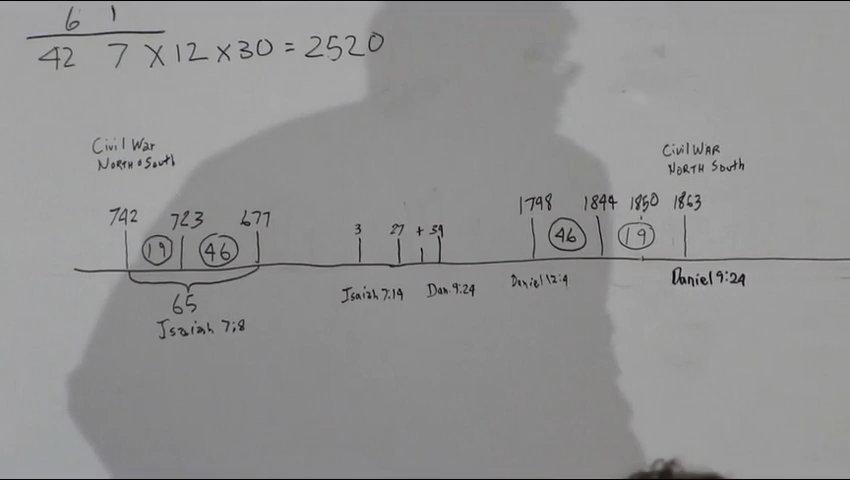 6 1
42 7 X 12 X 30 = 2520
Civil War
NORTH & South
Civil WAR
NORTH South
742 723 677
3 27 + 34
1798 1844 1850 1863
19 46
46 19
65
Isaiah 7:8
Isaiah 7:14
Dan. 9:24
Daniel 12:4
Daniel 9:24